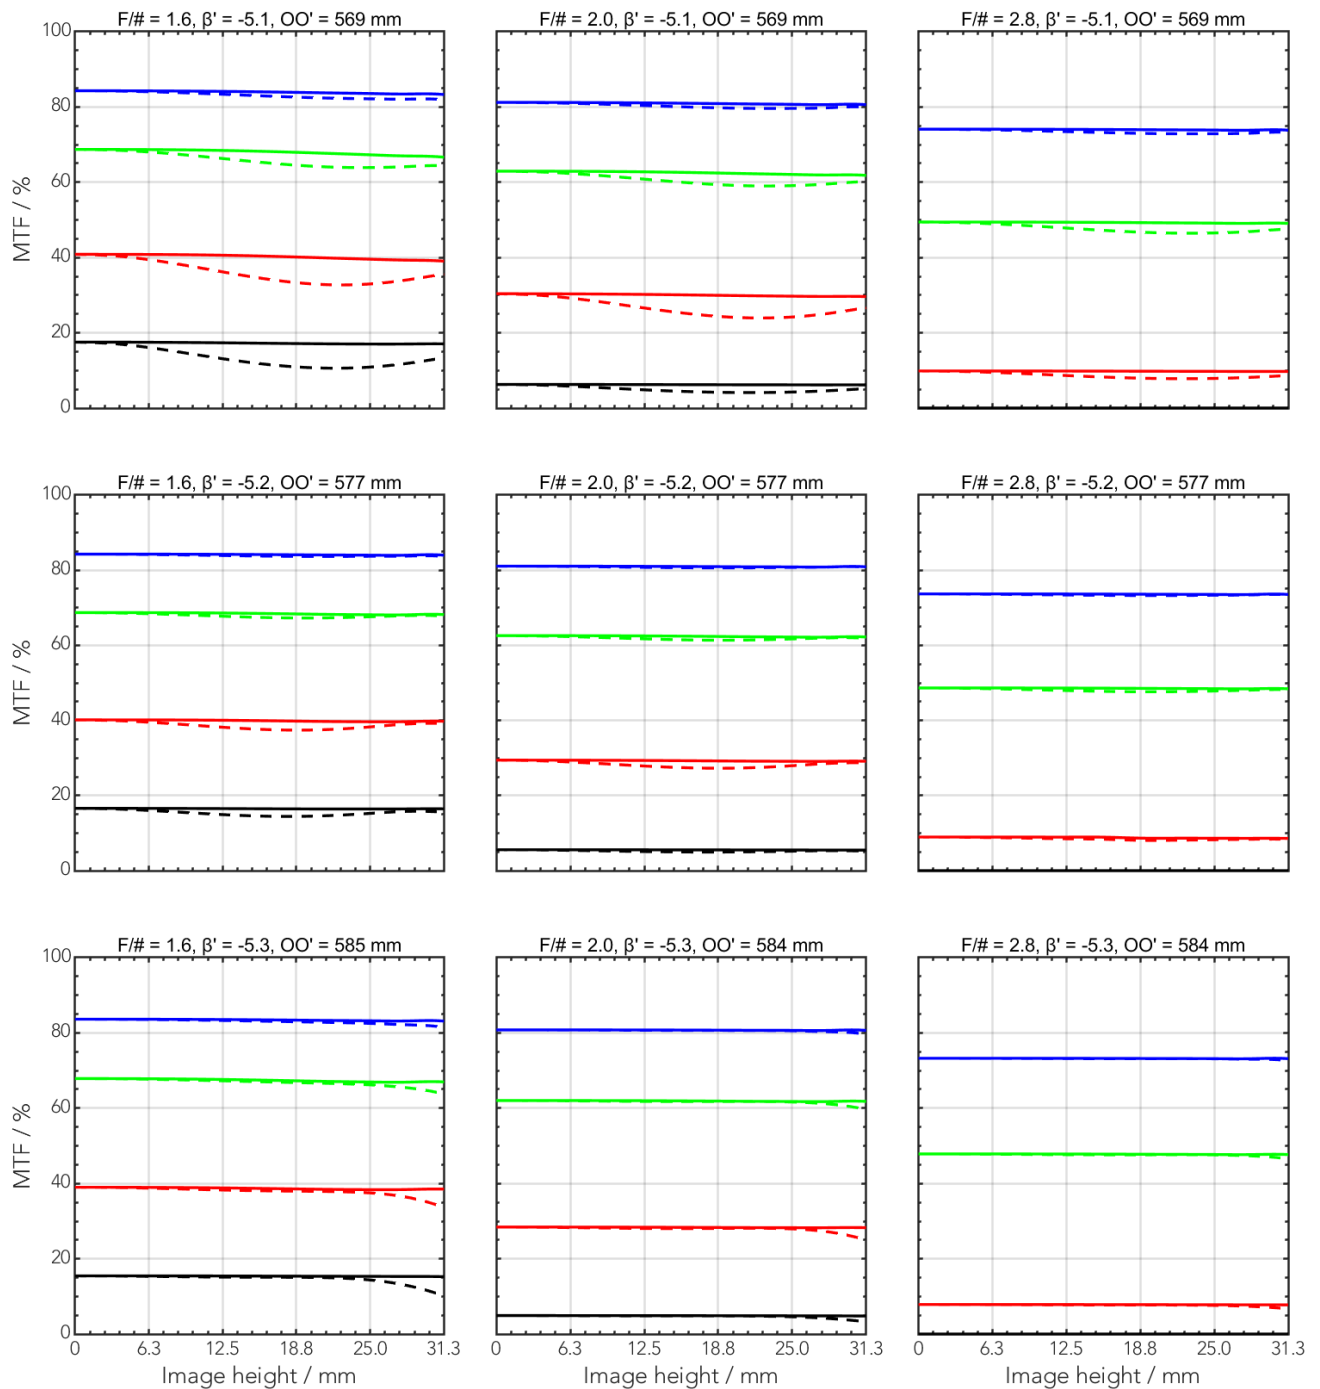 F/# = 1.6, β' = -5.1, OO' = 569 mm
F/# = 2.0, β' = -5.1, OO' = 569 mm
F/# = 2.8, β' = -5.1, OO' = 569 mm
100
80
60
40
20
0
MTF / %
F/# = 1.6, β' = -5.2, OO' = 577 mm
F/# = 2.0, β' = -5.2, OO' = 577 mm
F/# = 2.8, β' = -5.2, OO' = 577 mm
100
80
60
40
20
0
MTF / %
F/# = 1.6, β' = -5.3, OO' = 585 mm
F/# = 2.0, β' = -5.3, OO' = 584 mm
F/# = 2.8, β' = -5.3, OO' = 584 mm
100
80
60
40
20
0
MTF / %
0 6.3 12.5 18.8 25.0 31.3
0 6.3 12.5 18.8 25.0 31.3
0 6.3 12.5 18.8 25.0 31.3
Image height / mm
Image height / mm
Image height / mm